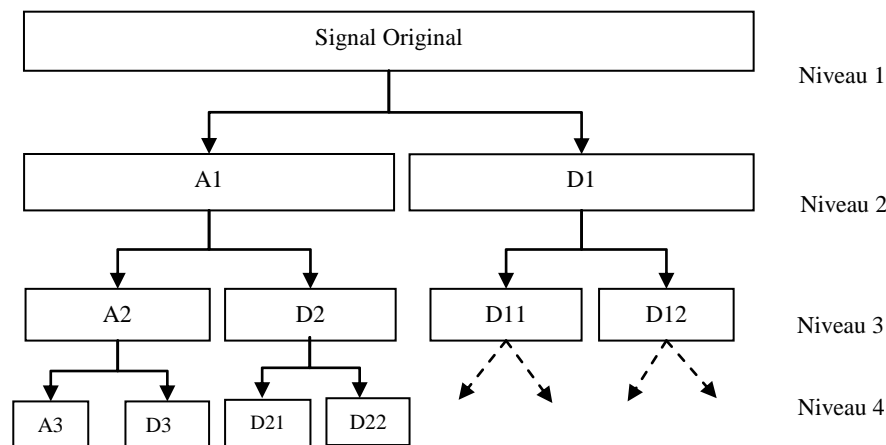 Signal Original
Niveau 1
A1
D1
Niveau 2
A2
D2
D11
D12
Niveau 3
A3
D3
D21
D22
Niveau 4